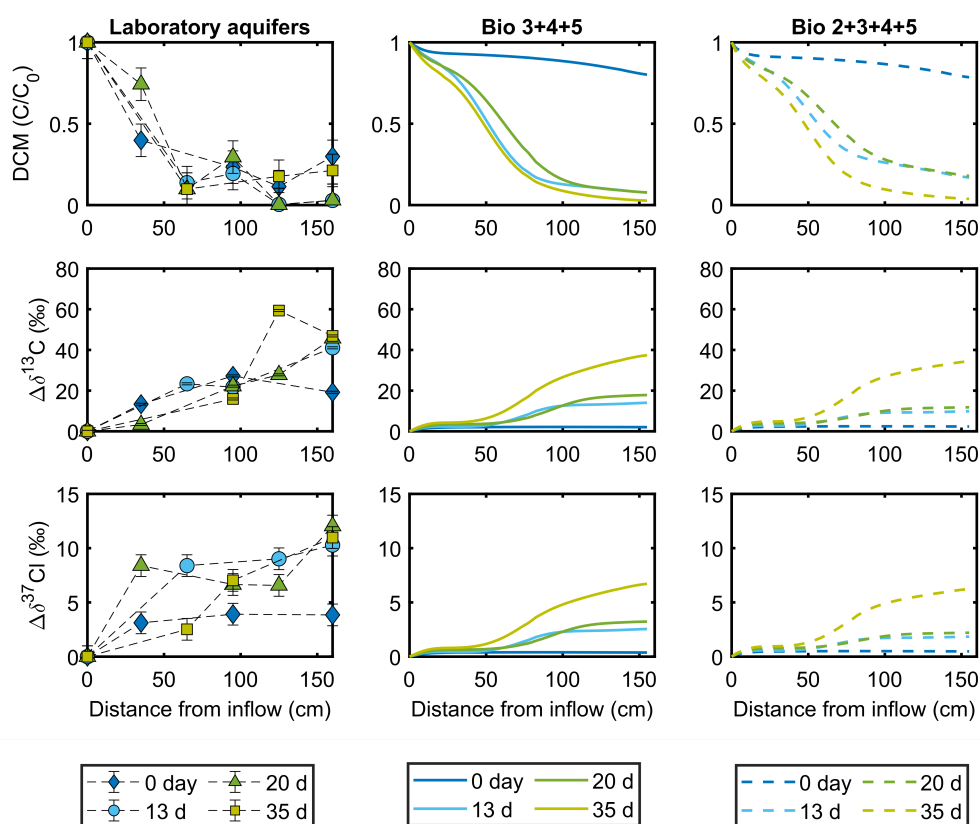 Laboratory aquifers Bio 3+4+5 Bio 2+3+4+5
DCM (C/C0)
1
0.5
0
0 50 100 150
1
0.5
0
0 50 100 150
1
0.5
0
0 50 100 150
Δδ13C (‰)
80
60
40
20
0
0 50 100 150
80
60
40
20
0
0 50 100 150
80
60
40
20
0
0 50 100 150
Δδ37Cl (‰)
15
10
5
0
0 50 100 150
15
10
5
0
0 50 100 150
15
10
5
0
0 50 100 150
Distance from inflow (cm) Distance from inflow (cm) Distance from inflow (cm)
0 day 20 d
13 d 35 d
0 day 20 d
13 d 35 d
0 day 20 d
13 d 35 d